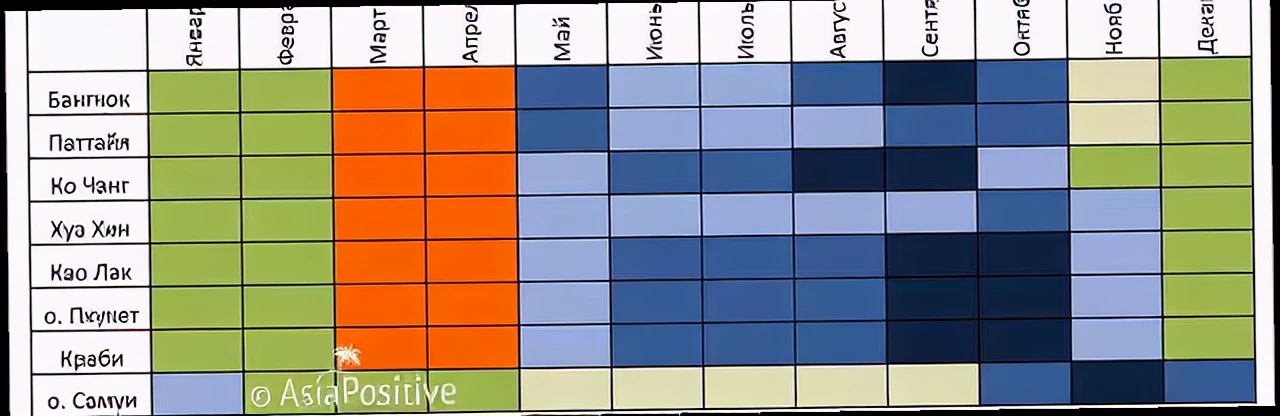 Январ
Февра
Март
Апрел
Май
Июнь
Июль
Авгус
Сентя
Октяб
Нояб
Декаб
Бангкок
Паттайя
Ко Чанг
Хуа Хин
Као Лак
о. Пхукет
Краби
о. Самуи
© AsiaPositive